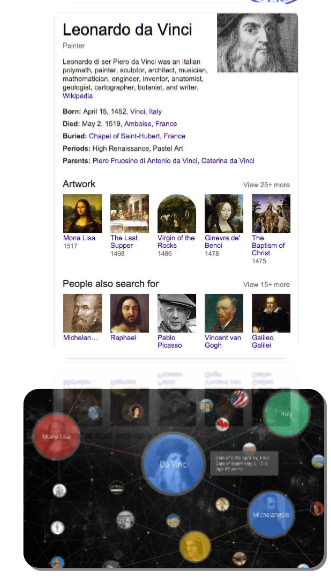 Leonardo da Vinci
Painter
Leonardo di ser Piero da Vinci was an Italian
polymath, painter, sculptor, architect, musician,
mathematician, engineer, inventor, anatomist,
geologist, cartographer, botanist, and writer.
Wikipedia
Born: April 15, 1452, Vinci, Italy
Died: May 2, 1519, Amboise, France
Buried: Chapel of Saint-Hubert, France
Periods: High Renaissance, Pastel Art
Parents: Piero Fruosino di Antonio da Vinci, Caterina da Vinci
Artwork View 25+ more
Mona Lisa
1517
The Last
Supper
1498
Virgin of the
Rocks
1486
Ginevra de'
Benci
1478
The
Baptism of
Christ
1475
People also search for View 15+ more
Michelan...
Raphael
Pablo
Picasso
Vincent van
Gogh
Galileo
Galilei
Italy
Mona Lisa
Da Vinci
Michelangelo